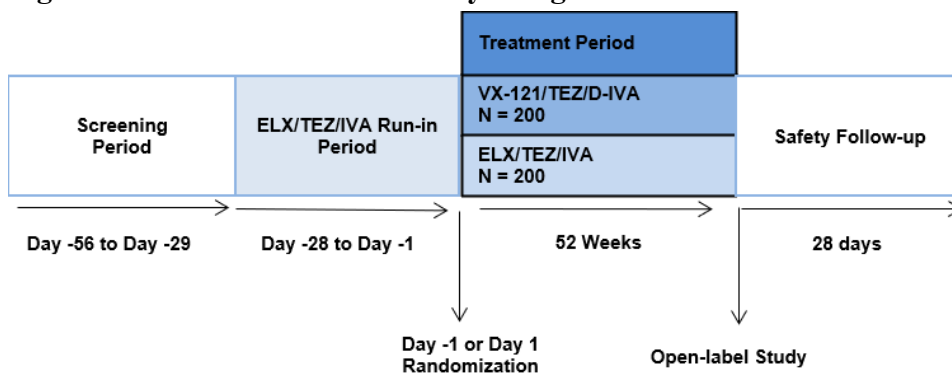 Treatment Period
Screening
Period
ELX/TEZ/IVA Run-in
Period
VX-121/TEZ/D-IVA
N = 200
ELX/TEZ/IVA
N = 200
Safety Follow-up
Day -56 to Day -29
Day -28 to Day -1
52 Weeks
28 days
Day -1 or Day 1
Randomization
Open-label Study